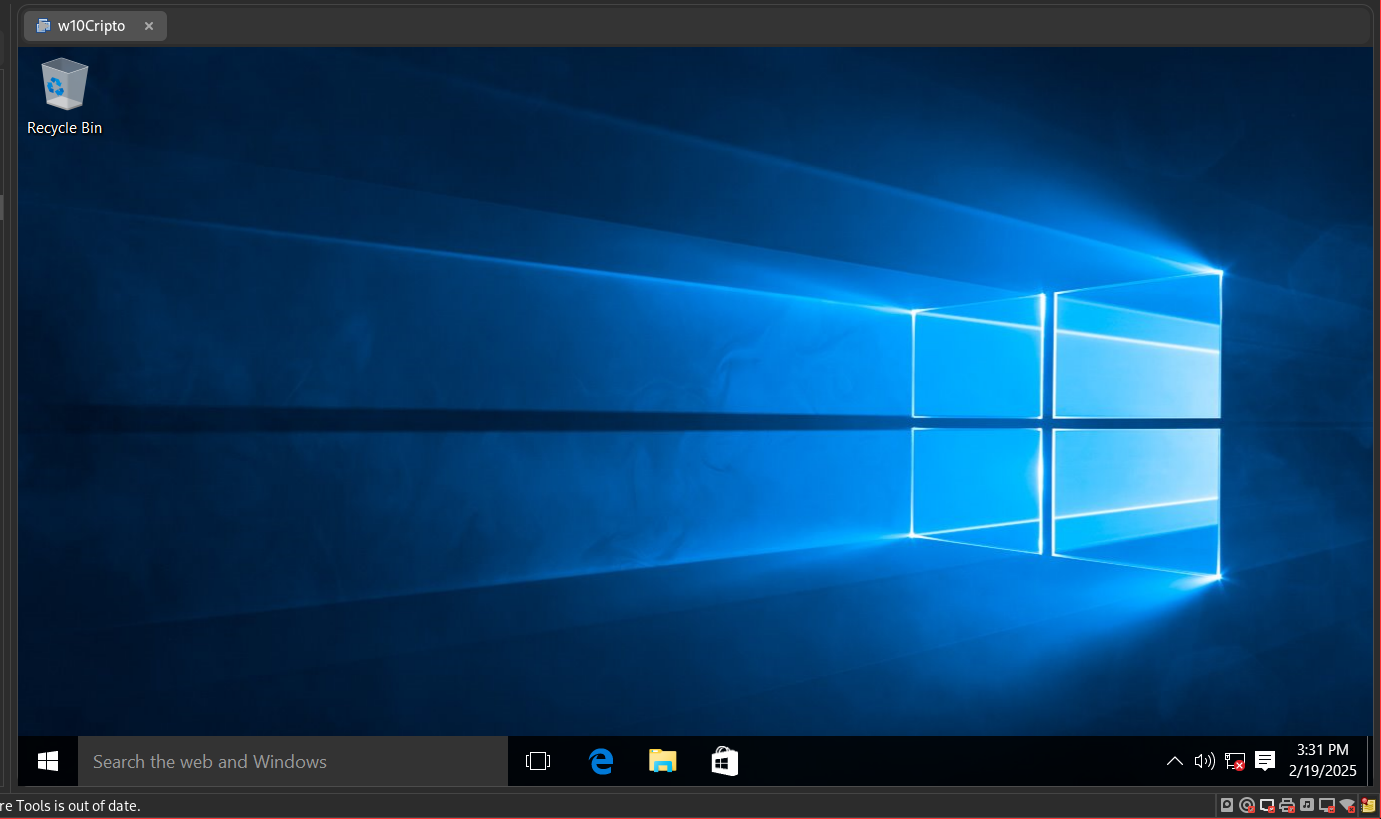 w10Cripto
Recycle Bin
Search the web and Windows
3:31 PM
2/19/2025
re Tools is out of date.